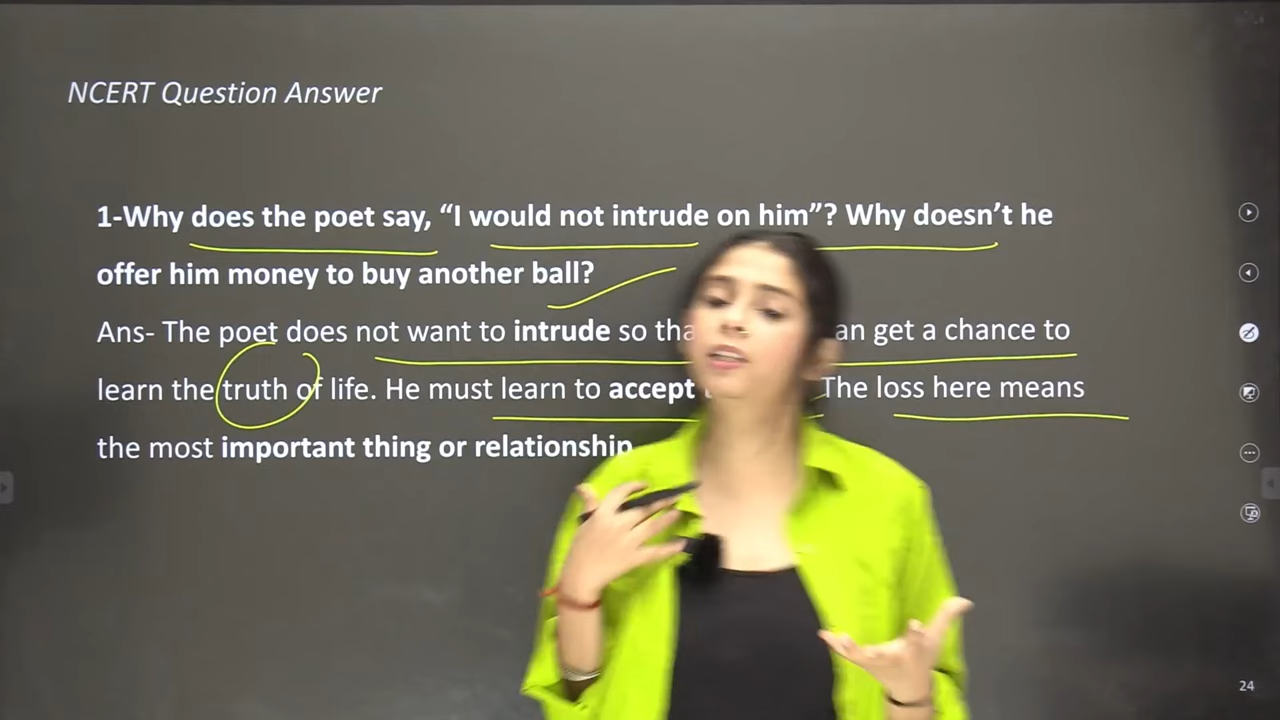 NCERT Question Answer
1-Why does the poet say, “I would not intrude on him”? Why doesn’t he
offer him money to buy another ball?
Ans- The poet does not want to intrude so an get a chance to
learn the truth of life. He must learn to accept The loss here means
the most important thing or relationship
24